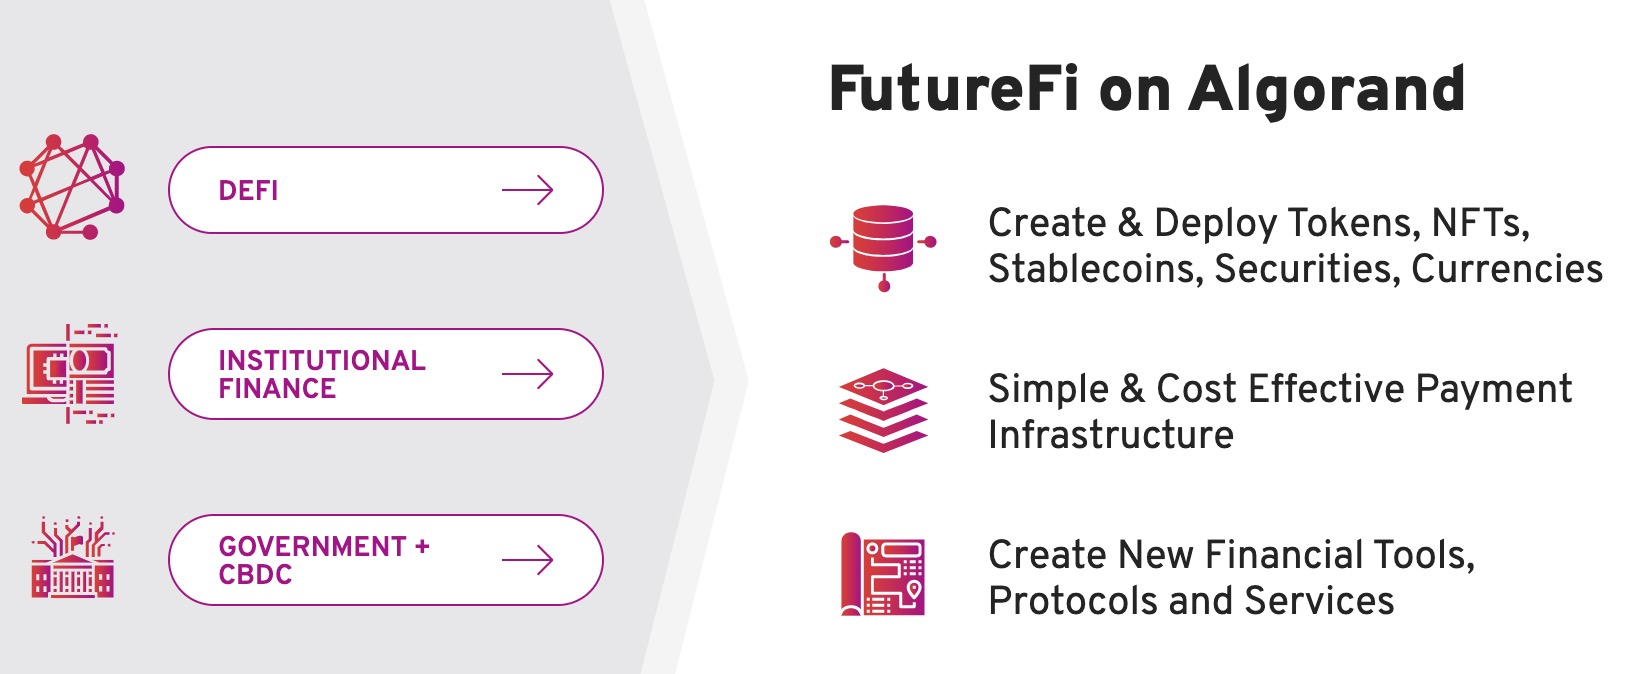 DEFI
INSTITUTIONAL
FINANCE
GOVERNMENT +
CBDC
FutureFi on Algorand
Create & Deploy Tokens, NFTs,
Stablecoins, Securities, Currencies
Simple & Cost Effective Payment
Infrastructure
Create New Financial Tools,
Protocols and Services